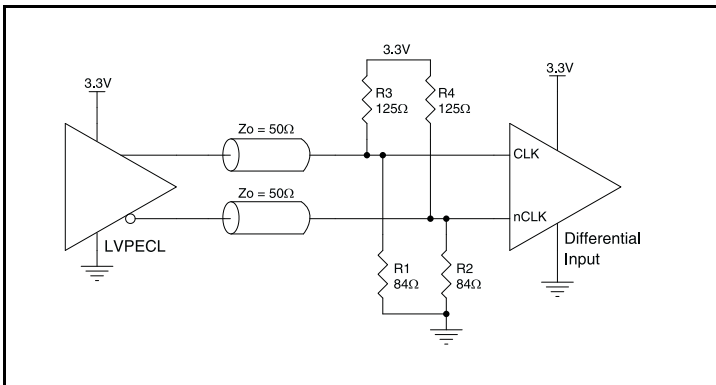 3.3V
3.3V
3.3V
R3
125Ω
R4
125Ω
Zo = 50Ω
CLK
Zo = 50Ω
nCLK
LVPECL
R1
84Ω
R2
84Ω
Differential
Input